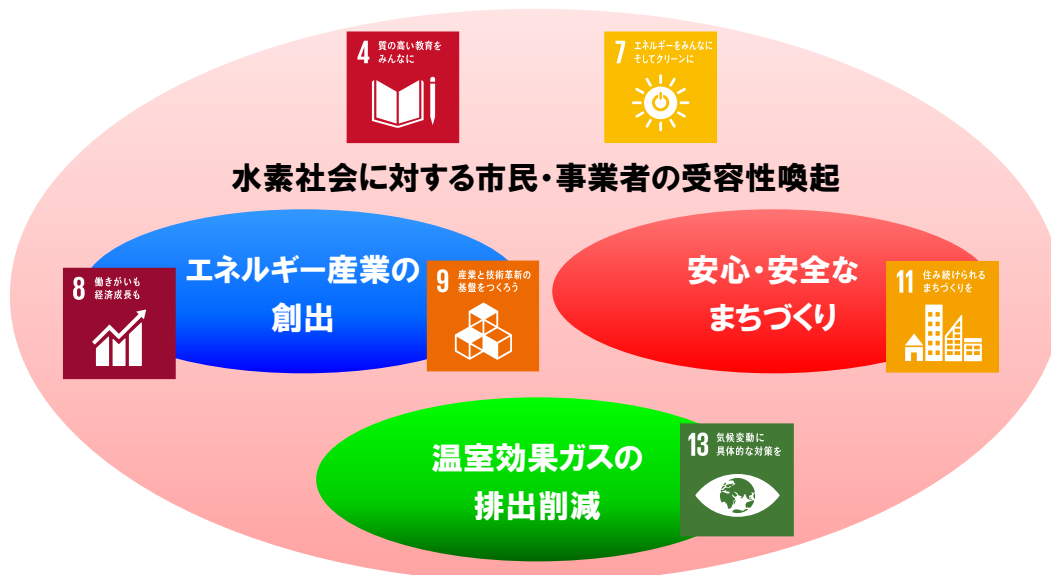 4 質の高い教育を
みんなに
7 エネルギーをみんなに
そしてクリーンに
水素社会に対する市民・事業者の受容性喚起
エネルギー産業の
創出
8 働きがいも
経済成長も
9 産業と技術革新の
基盤をつくろう
安心・安全な
まちづくり
11 住み続けられる
まちづくりを
温室効果ガスの
排出削減
13 気候変動に
具体的な対策を